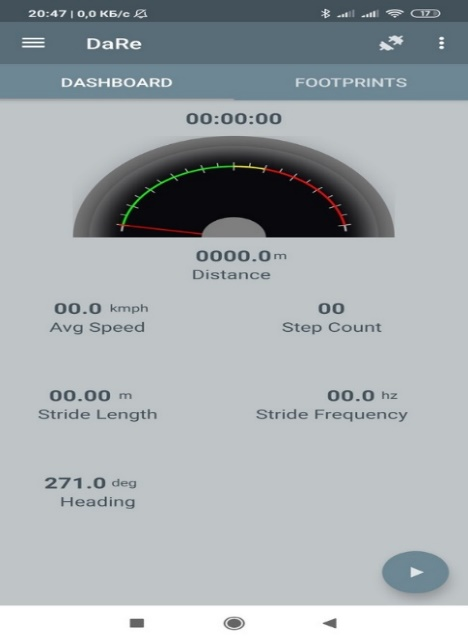 20:47 | 0,0 КБ/с
17
DaRe
DASHBOARD FOOTPRINTS
00:00:00
0000.0 m
Distance
00.0 kmph 00
Avg Speed Step Count
00.00 m 00.0 hz
Stride Length Stride Frequency
271.0 deg
Heading